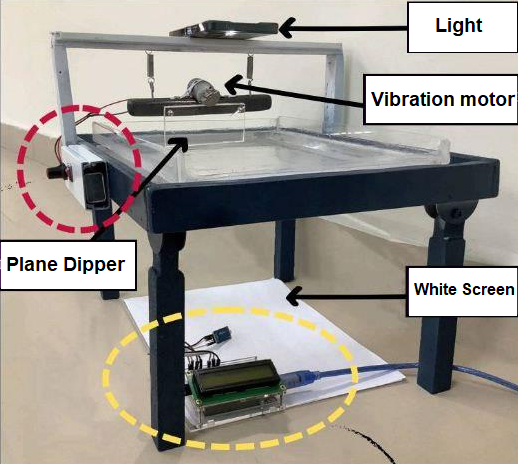 Light
Vibration motor
Plane Dipper
White Screen